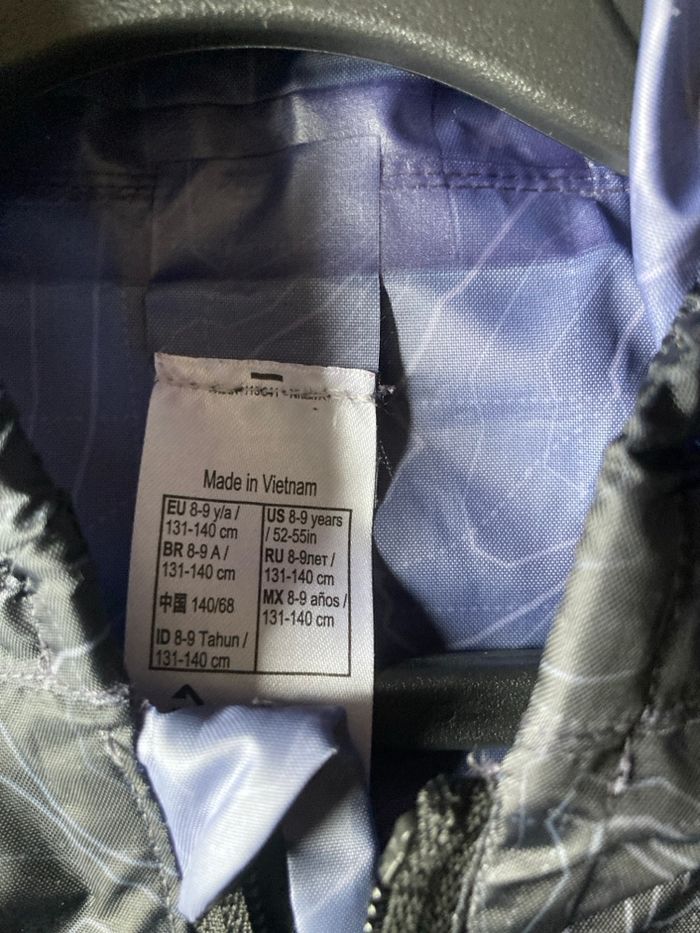 Made in Vietnam
EU 8-9 y/a /
131-140 cm
BR 8-9 A /
131-140 cm
中国 140/68
ID 8-9 Tahun /
131-140 cm
US 8-9 years
/ 52-55in
RU 8-9лет /
131-140 cm
MX 8-9 años /
131-140 cm